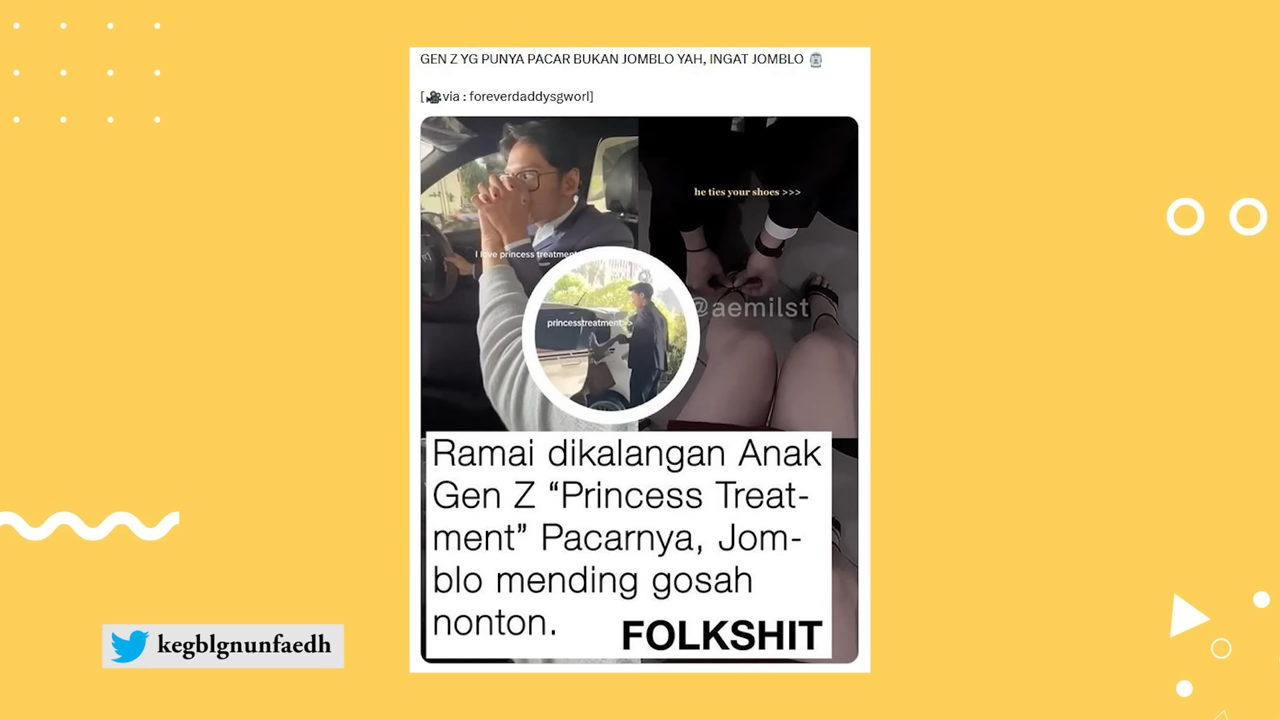 GEN Z YG PUNYA PACAR BUKAN JOMBLO YAH, INGAT JOMBLO 🗿
[🎥via : foreverdaddysgworl]
he ties your shoes >>>
I love princess treatment
princesstreatment>>
@aemilst
Ramai dikalangan Anak
Gen Z “Princess Treat-
ment” Pacarnya, Jom-
blo mending gosah
nonton.
FOLKSHIT
kegblgnunfaedh